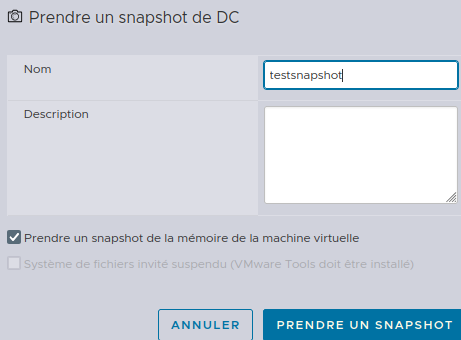 Prendre un snapshot de DC
Nom
testsnapshot
Description
Prendre un snapshot de la mémoire de la machine virtuelle
Système de fichiers invité suspendu (VMware Tools doit être installé)
ANNULER
PRENDRE UN SNAPSHOT